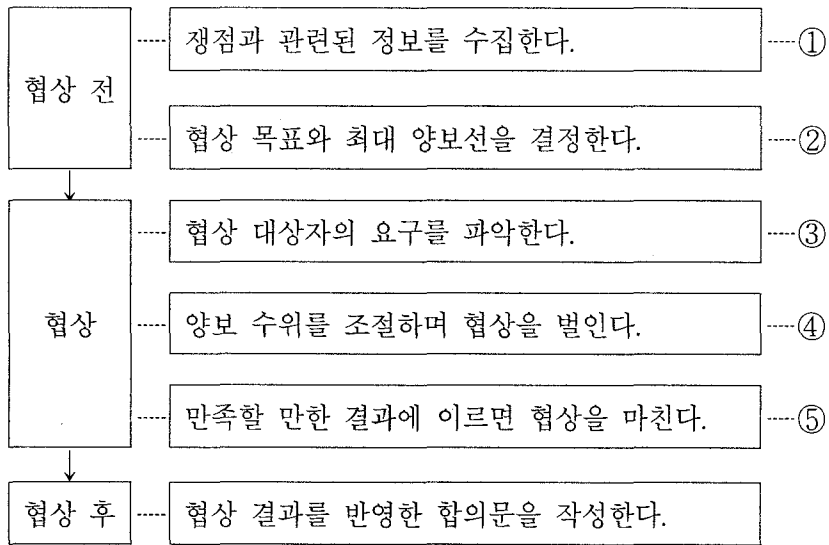 협상 전
쟁점과 관련된 정보를 수집한다. ①
협상 목표와 최대 양보선을 결정한다. ②
협상
협상 대상자의 요구를 파악한다. ③
양보 수위를 조절하며 협상을 벌인다. ④
만족할 만한 결과에 이르면 협상을 마친다. ⑤
협상 후
협상 결과를 반영한 합의문을 작성한다.